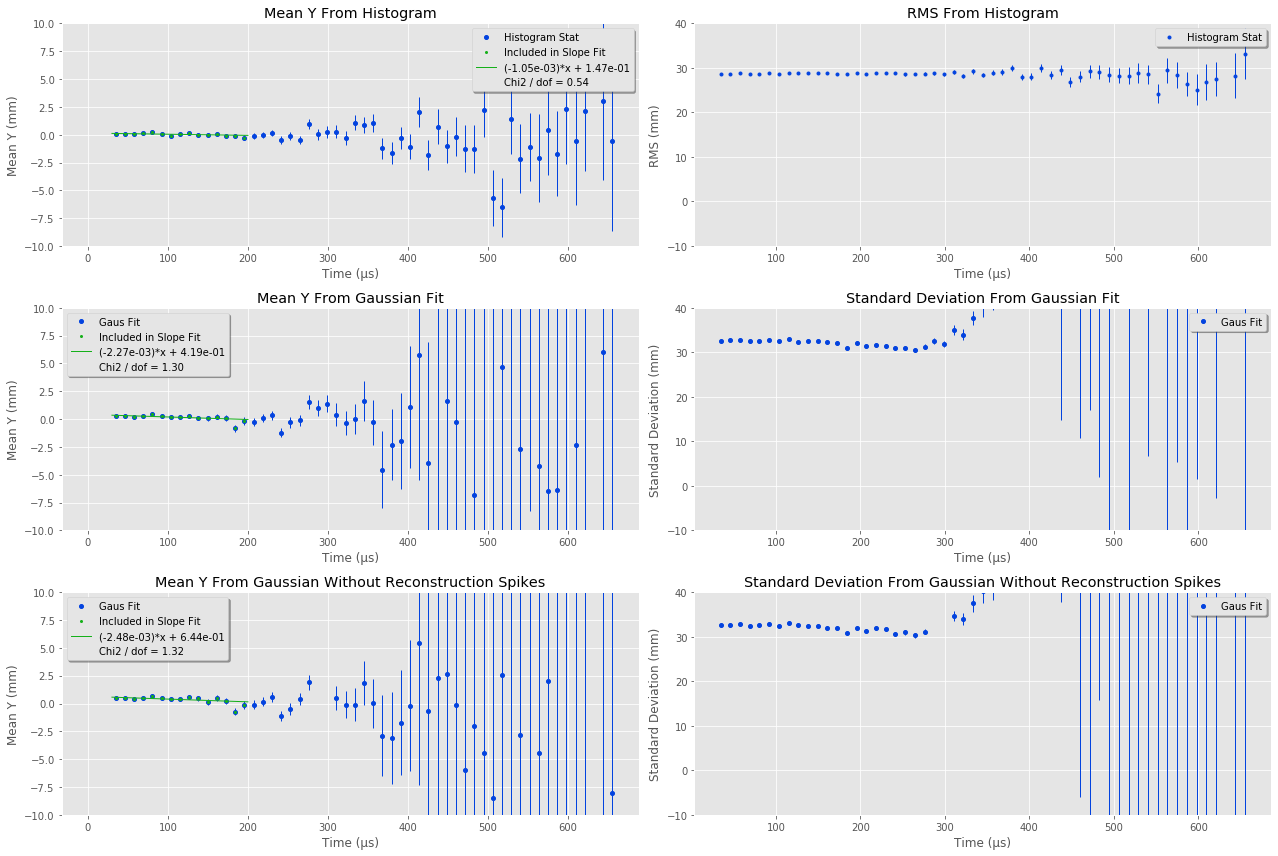 Mean Y From Histogram
10.0
7.5
5.0
2.5
0.0
−2.5
−5.0
−7.5
−10.0
Mean Y (mm)
Histogram Stat
Included in Slope Fit
(-1.05e-03)*x + 1.47e-01
Chi2 / dof = 0.54
0 100 200 300 400 500 600
Time (μs)
RMS From Histogram
40
30
20
10
0
−10
RMS (mm)
Histogram Stat
100 200 300 400 500 600
Time (μs)
Mean Y From Gaussian Fit
10.0
7.5
5.0
2.5
0.0
−2.5
−5.0
−7.5
−10.0
Mean Y (mm)
Gaus Fit
Included in Slope Fit
(-2.27e-03)*x + 4.19e-01
Chi2 / dof = 1.30
0 100 200 300 400 500 600
Time (μs)
Standard Deviation From Gaussian Fit
40
30
20
10
0
−10
Standard Deviation (mm)
Gaus Fit
100 200 300 400 500 600
Time (μs)
Mean Y From Gaussian Without Reconstruction Spikes
10.0
7.5
5.0
2.5
0.0
−2.5
−5.0
−7.5
−10.0
Mean Y (mm)
Gaus Fit
Included in Slope Fit
(-2.48e-03)*x + 6.44e-01
Chi2 / dof = 1.32
0 100 200 300 400 500 600
Time (μs)
Standard Deviation From Gaussian Without Reconstruction Spikes
40
30
20
10
0
−10
Standard Deviation (mm)
Gaus Fit
100 200 300 400 500 600
Time (μs)